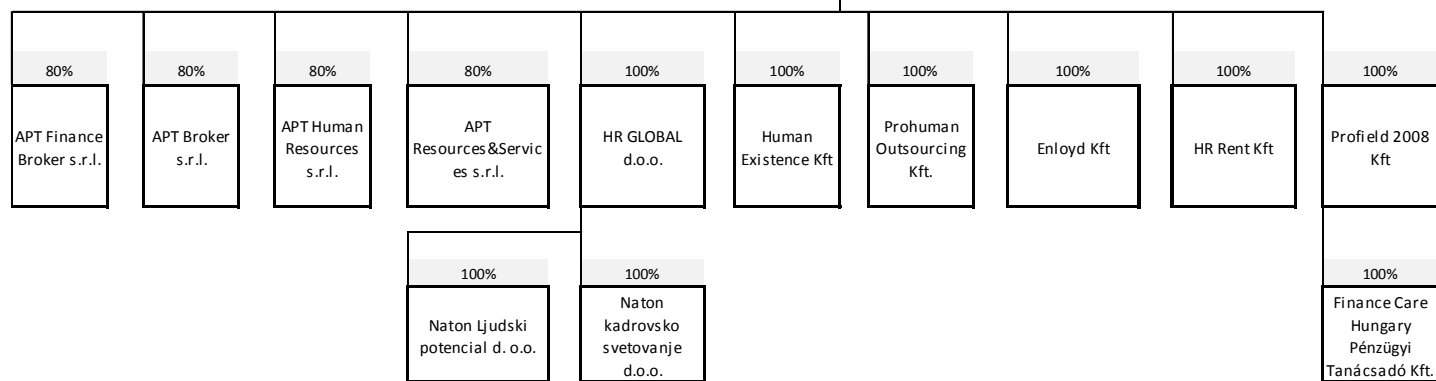 80%
80%
80%
80%
100%
100%
100%
100%
100%
100%
APT Finance
Broker s.r.l.
APT Broker
s.r.l.
APT Human
Resources
s.r.l.
APT
Resources&Servic
es s.r.l.
HR GLOBAL
d.o.o.
Human
Existence Kft
Prohuman
Outsourcing
Kft.
Enloyd Kft
HR Rent Kft
Profield 2008
Kft
100%
100%
100%
Naton Ljudski
potencial d. o.o.
Naton
kadrovsko
svetovanje
d.o.o.
Finance Care
Hungary
Pénzügyi
Tanácsadó Kft.